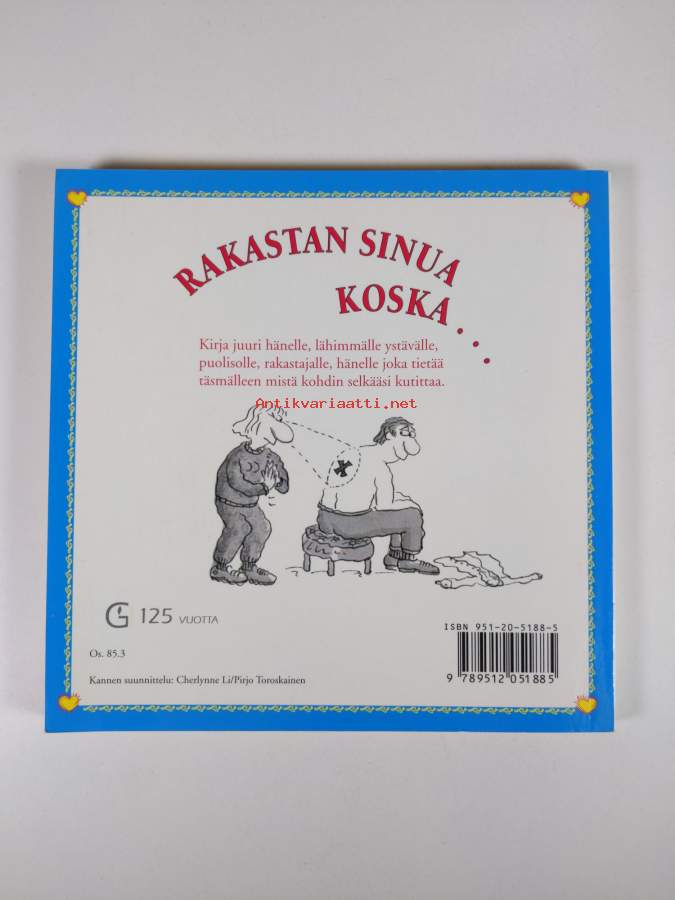 RAKASTAN SINUA
KOSKA...
Kirja juuri hänelle, lähimmälle ystävälle,
puolisolle, rakastajalle, hänelle joka tietää
täsmälleen mistä kohdin selkääsi kutittaa.
Antikvariaatti.net
G 125 VUOTTA
ISBN 951-20-5188-5
Os. 85.3
Kannen suunnittelu: Cherlynne Li/Pirjo Toroskainen
9 789512 051885